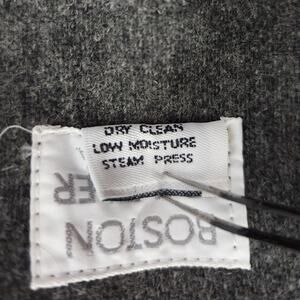 DRY CLEAN
LOW MOISTURE
STEAM PRESS
BOSTON